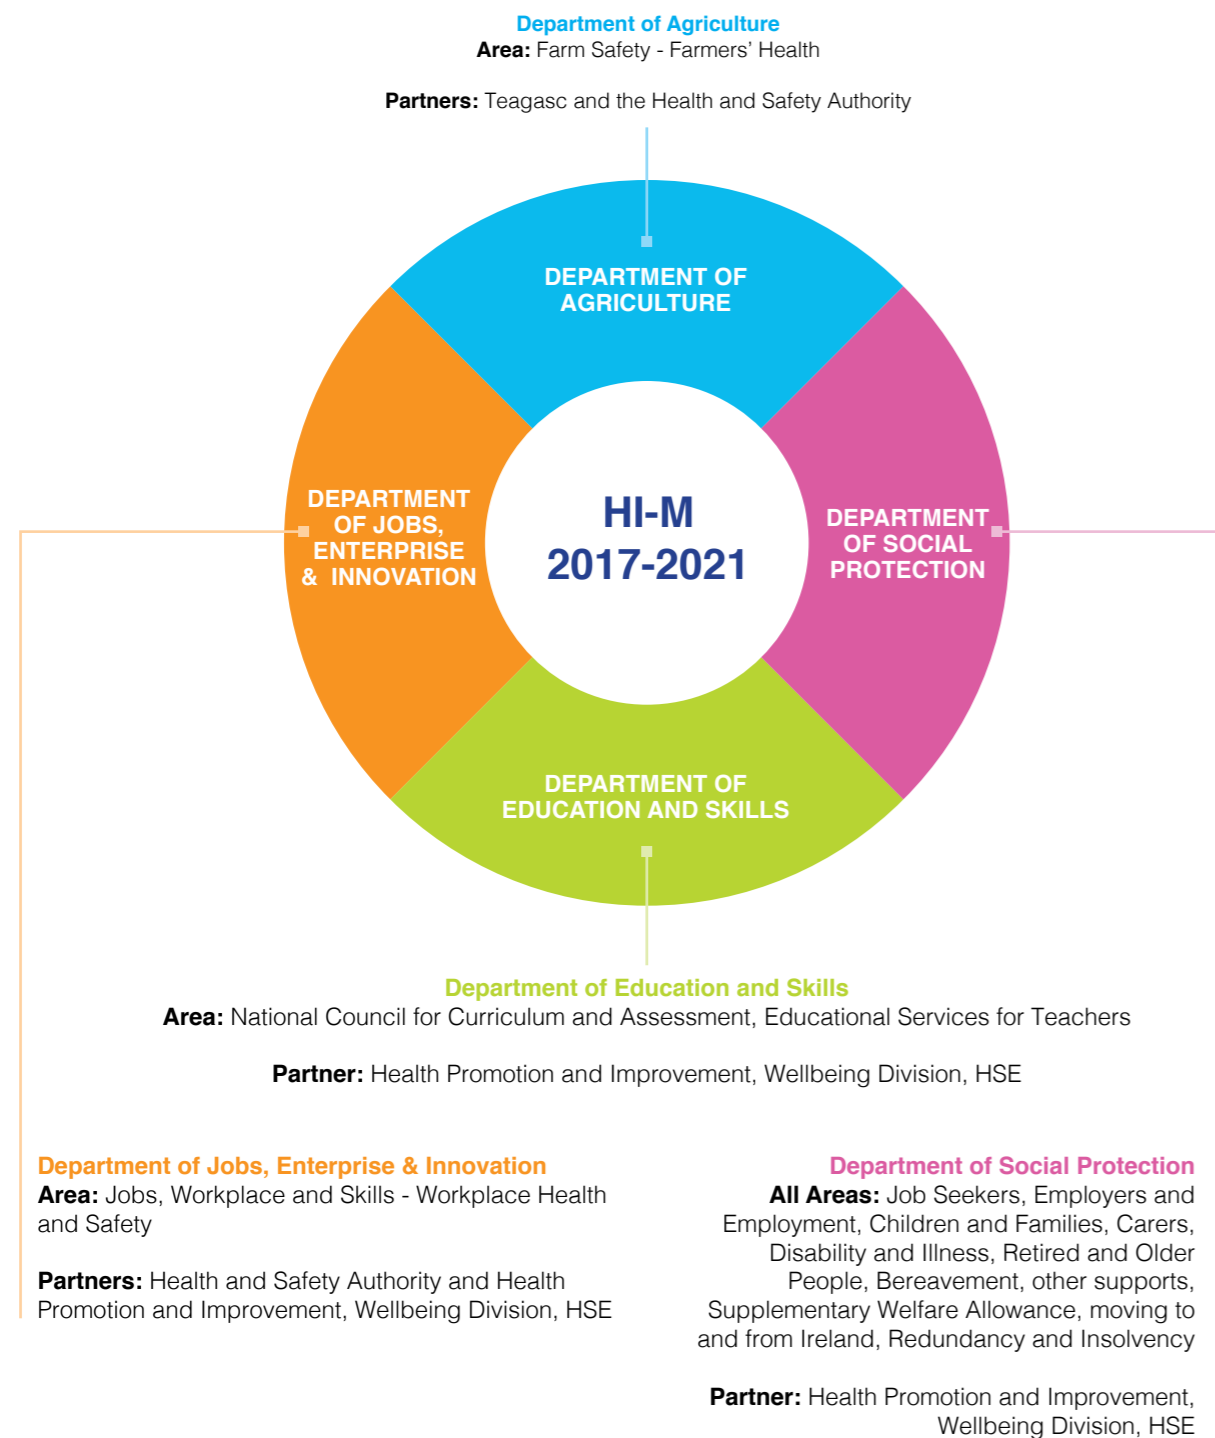 Department of Agriculture
Area: Farm Safety - Farmers’ Health
Partners: Teagasc and the Health and Safety Authority
DEPARTMENT OF
AGRICULTURE
DEPARTMENT
OF JOBS,
ENTERPRISE
& INNOVATION
HI-M
2017-2021
DEPARTMENT
OF SOCIAL
PROTECTION
DEPARTMENT OF
EDUCATION AND SKILLS
Department of Education and Skills
Area: National Council for Curriculum and Assessment, Educational Services for Teachers
Partner: Health Promotion and Improvement, Wellbeing Division, HSE
Department of Jobs, Enterprise & Innovation
Area: Jobs, Workplace and Skills - Workplace Health
and Safety
Partners: Health and Safety Authority and Health
Promotion and Improvement, Wellbeing Division, HSE
Department of Social Protection
All Areas: Job Seekers, Employers and
Employment, Children and Families, Carers,
Disability and Illness, Retired and Older
People, Bereavement, other supports,
Supplementary Welfare Allowance, moving to
and from Ireland, Redundancy and Insolvency
Partner: Health Promotion and Improvement,
Wellbeing Division, HSE